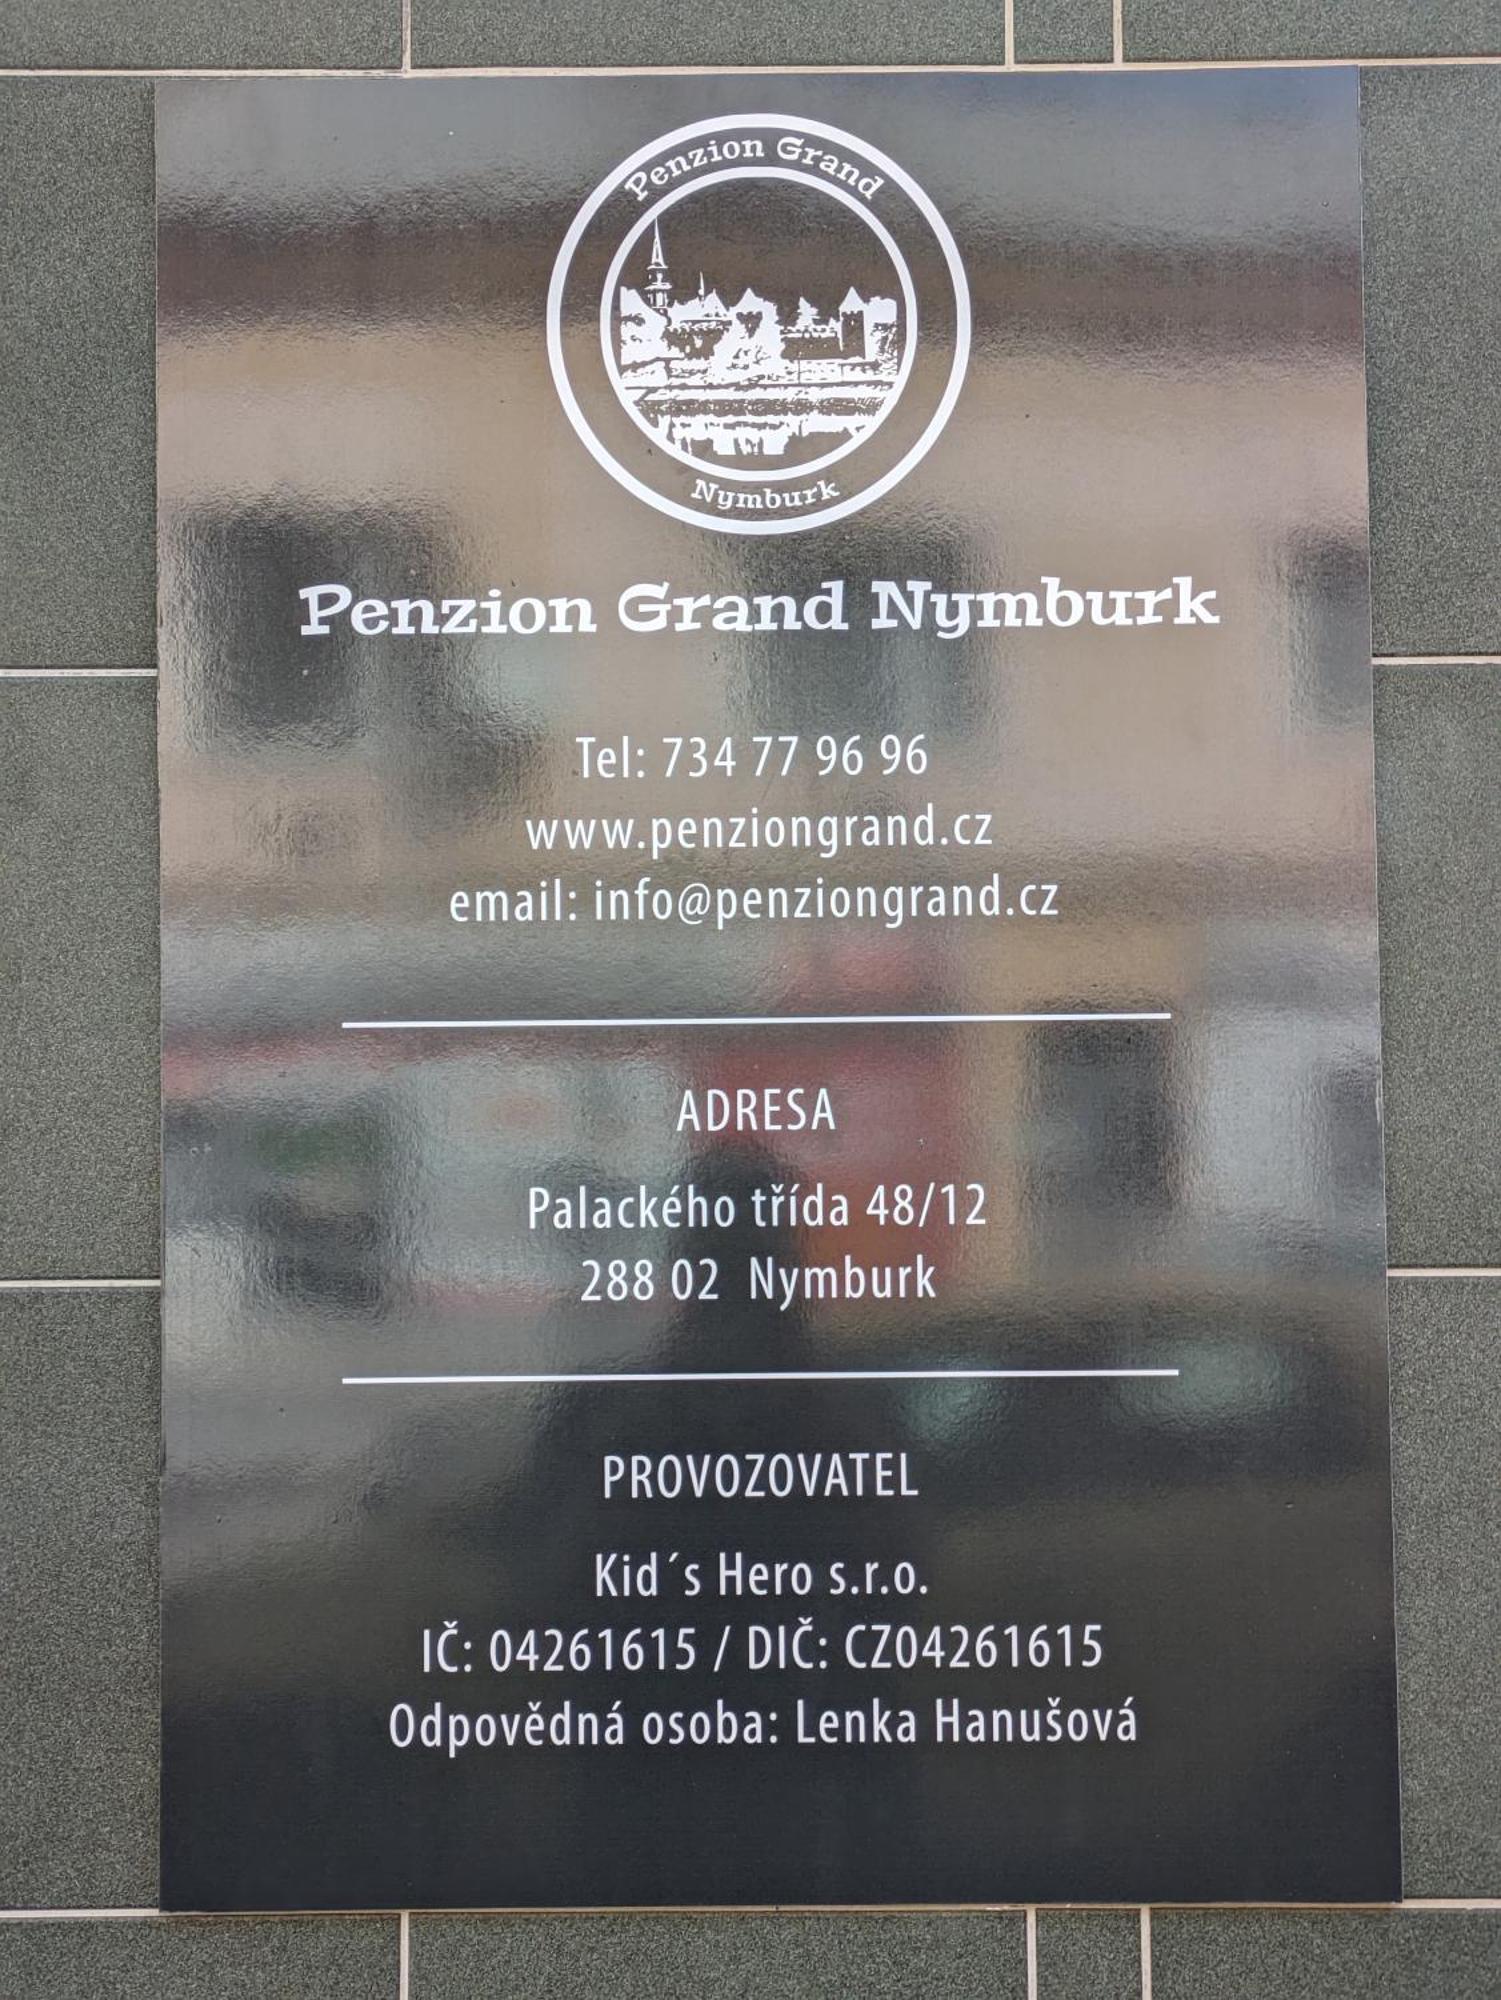 Penzion Grand
Nymburk
Penzion Grand Nymburk
Tel: 734 77 96 96
www.penziongrand.cz
email: info@penziongrand.cz
ADRESA
Palackého třída 48/12
288 02 Nymburk
PROVOZOVATEL
Kid´s Hero s.r.o.
IČ: 04261615 / DIČ: CZ04261615
Odpovědná osoba: Lenka Hanušová